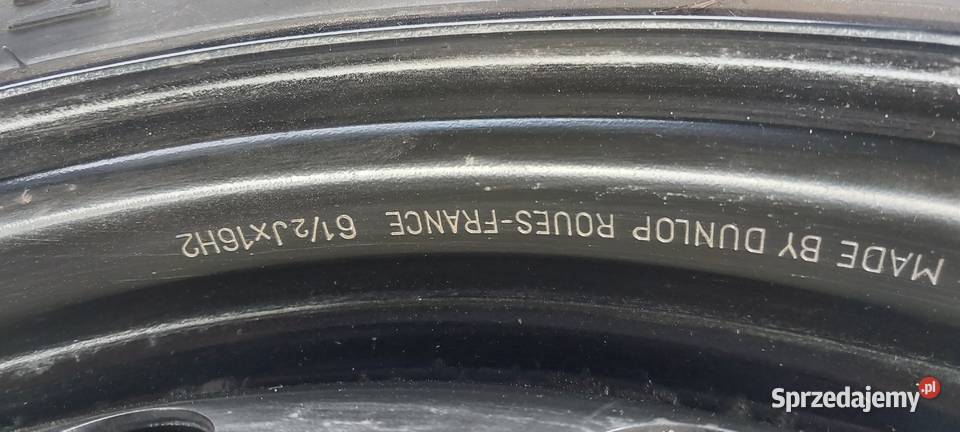 MADE BY DUNLOP ROUES-FRANCE 6½Jx16H2
Sprzedajemy.pl